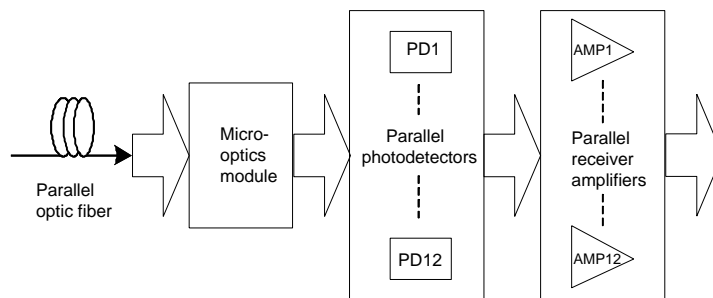 Parallel
optic fiber
Micro-
optics
module
PD1
Parallel
photodetectors
PD12
AMP1
Parallel
receiver
amplifiers
AMP12